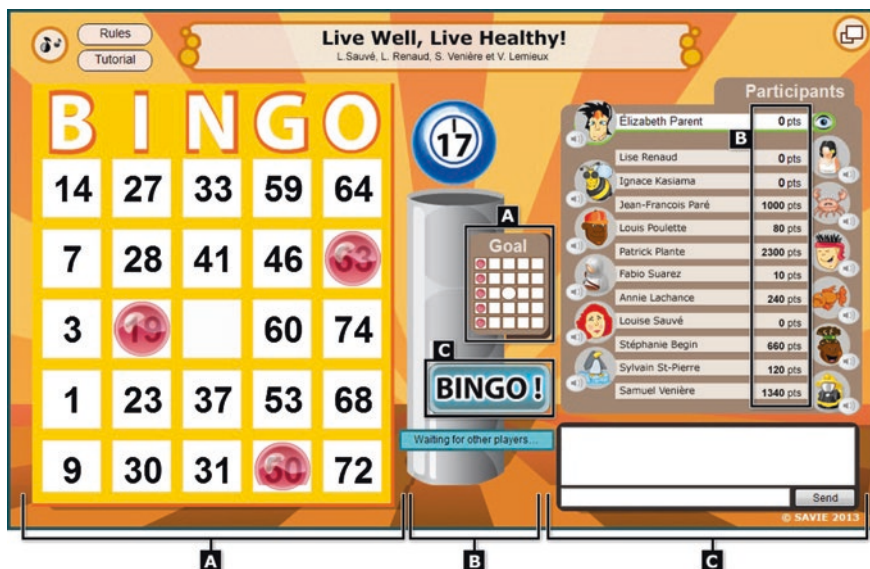 Rules
Tutorial
Live Well, Live Healthy!
L.Sauvé, L. Renaud, S. Venière et V. Lemieux
BINGO
14 27 33 59 64
7 28 41 46 63
3 19 60 74
1 23 37 53 68
9 30 31 50 72
17
A
Goal
C
BINGO !
Waiting for other players...
Participants
B
Élizabeth Parent 0 pts
Lise Renaud 0 pts
Ignace Kasiama 0 pts
Jean-Francois Paré 1000 pts
Louis Poulette 80 pts
Patrick Plante 2300 pts
Fabio Suarez 10 pts
Annie Lachance 240 pts
Louise Sauvé 0 pts
Stéphanie Begin 660 pts
Sylvain St-Pierre 120 pts
Samuel Venière 1340 pts
Send
© SAVIE 2013
A B C